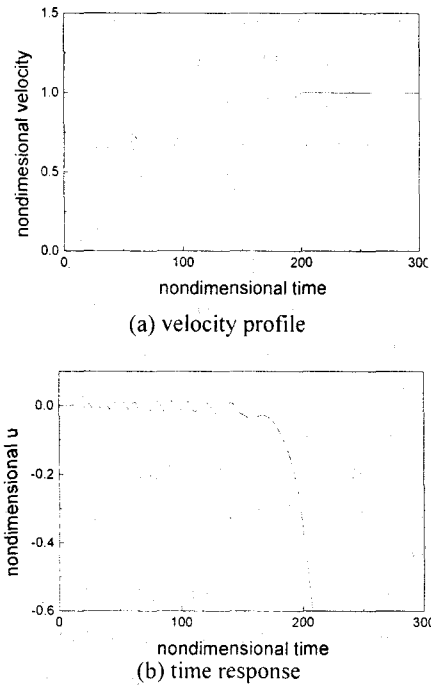 1.5
1.0
0.5
0.0
nondimesional velocity
0
100
200
300
nondimensional time
(a) velocity profile
0.0
-0.2
-0.4
-0.6
nondimensional u
0
100
200
300
nondimensional time
(b) time response